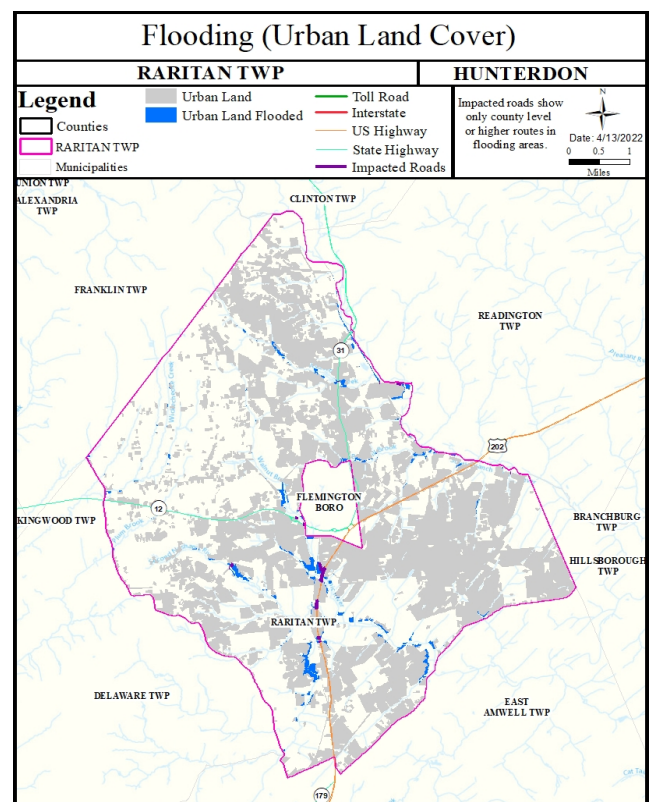 Flooding (Urban Land Cover)
RARITAN TWP
HUNTERDON
Legend
Counties
RARITAN TWP
Municipalities
Urban Land
Urban Land Flooded
Toll Road
Interstate
US Highway
State Highway
Impacted Roads
Impacted roads show
only county level
or higher routes in
flooding areas.
N
Date: 4/13/2022
0 0.5 1
Miles
UNION TWP
ALEXANDRIA
TWP
CLINTON TWP
FRANKLIN TWP
READINGTON
TWP
31
202
FLEMINGTON
BORO
12
KINGWOOD TWP
BRANCHBURG
TWP
HILLSBOROUGH
TWP
RARITAN TWP
DELAWARE TWP
EAST
AMWELL TWP
179